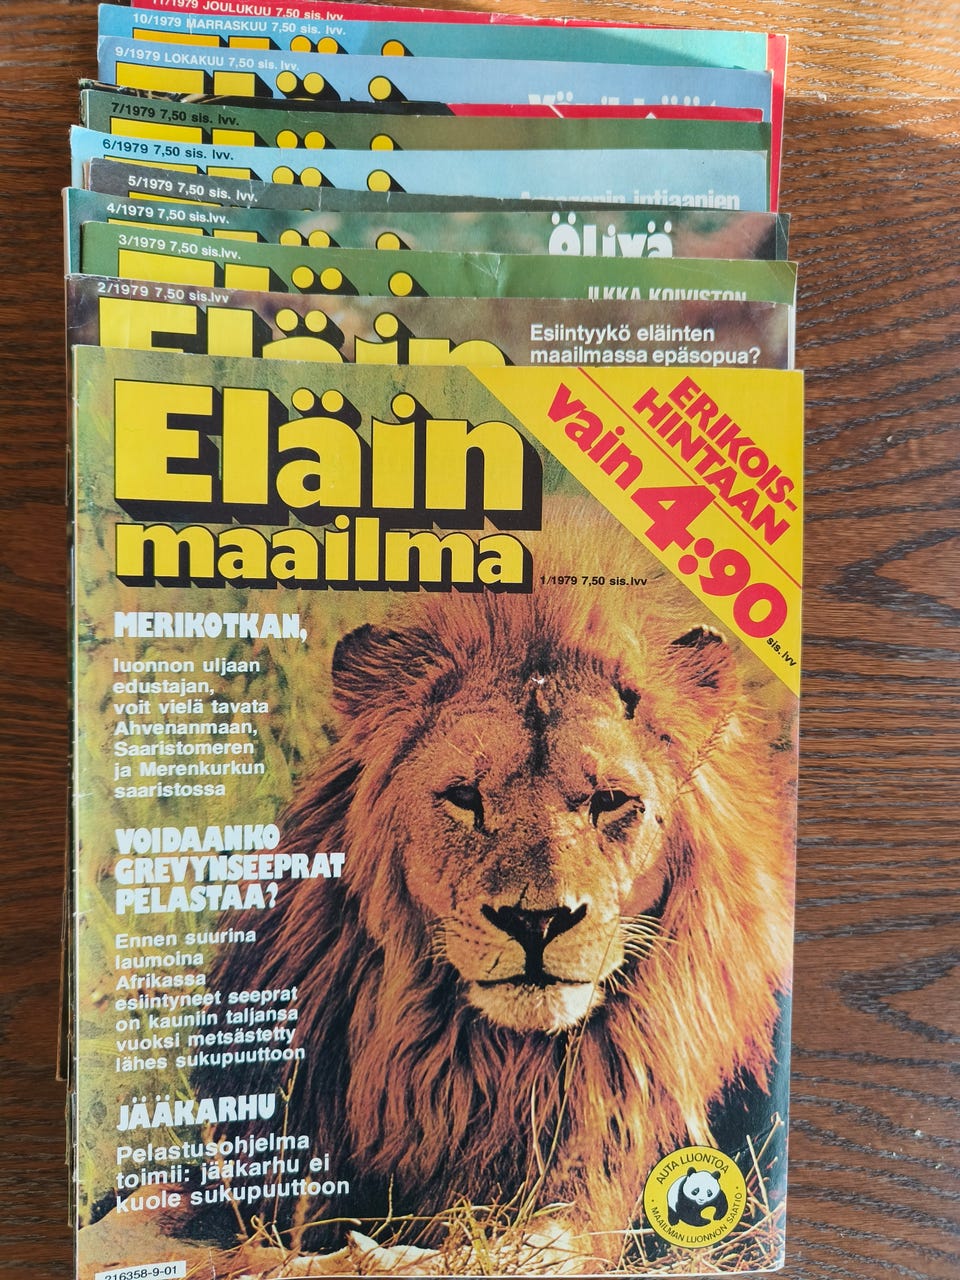 11/1979 JOULUKUU 7.50 sis. lvv.
10/1979 MARRASKUU 7,50 sis. lvv.
9/1979 LOKAKUU 7,50 sis. lvv.
7/1979 7,50 sis. lvv.
6/1979 7,50 sis. lvv.
5/1979 7,50 sis. lvv.
4/1979 7,50 sis.lvv.
Öljyä
3/1979 7,50 sis.lvv.
ILKKA KOIVISTON
2/1979 7,50 sis.lvv
Eläin
Esiintyykö eläinten
maailmassa epäsopua?
Eläin
maailma
ERIKOIS-
HINTAAN
vain 4:90
sis. lvv
1/1979 7,50 sis. lvv
MERIKOTKAN,
luonnon uljaan
edustajan,
voit vielä tavata
Ahvenanmaan,
Saaristomeren
ja Merenkurkun
saaristossa
VOIDAANKO
GREVYNSEEPRAT
PELASTAA?
Ennen suurina
laumoina
Afrikassa
esiintyneet seeprat
on kauniin taljansa
vuoksi metsästetty
lähes sukupuuttoon
JÄÄKARHU
Pelastusohjelma
toimii: jääkarhu ei
kuole sukupuuttoon
AUTA LUONTOA
MAAILMAN LUONNON SÄÄTIÖ
216358-9-01